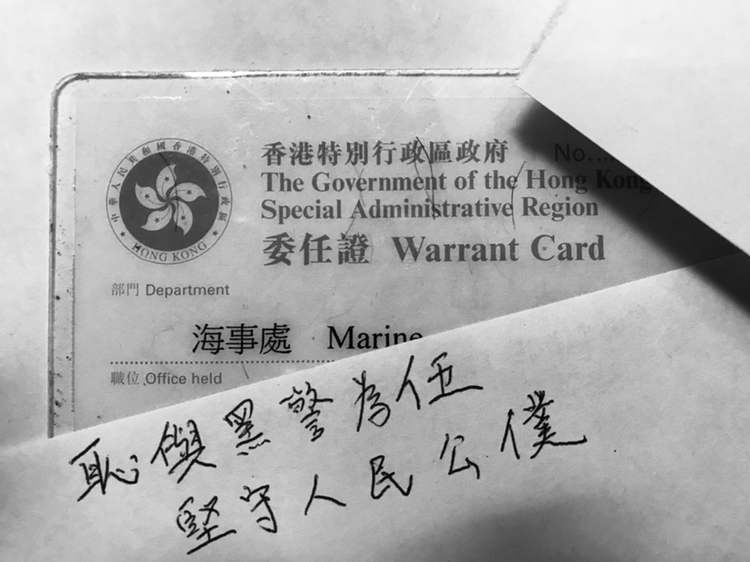 中華人民共和國香港特別行政區
HONG KONG
香港特別行政區政府 No....
The Government of the Hong Kong
Special Administrative Region
委任證 Warrant Card
部門 Department
海事處 Marine
職位 Office held
恥與黑警為伍
堅守人民公僕